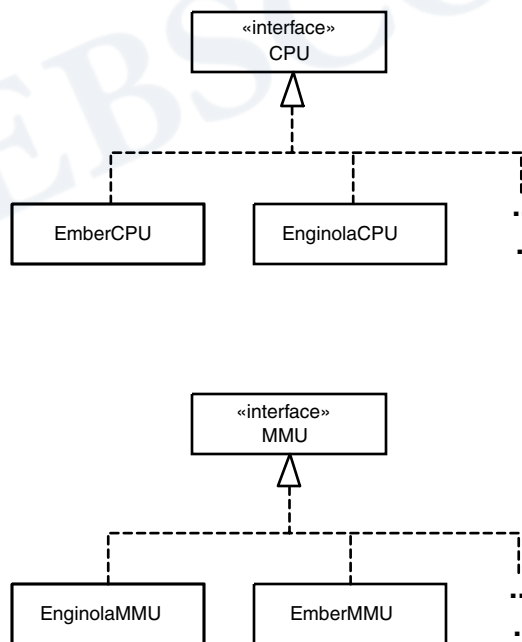 «interface»
CPU
EmberCPU
EnginolaCPU
..
.
«interface»
MMU
EnginolaMMU
EmberMMU
..
.